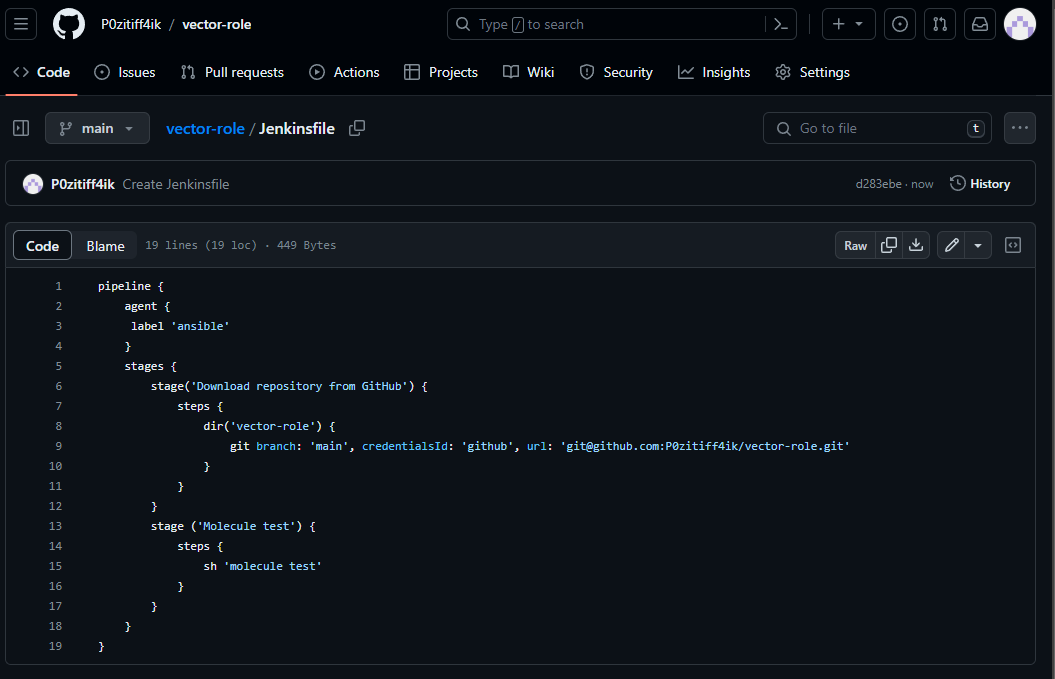 P0zitiff4ik / vector-role Type / to search
Code Issues Pull requests Actions Projects Wiki Security Insights Settings
main vector-role / Jenkinsfile Go to file t
P0zitiff4ik Create Jenkinsfile d283ebe · now History
Code Blame 19 lines (19 loc) · 449 Bytes Raw
1 pipeline {
2 agent {
3 label 'ansible'
4 }
5 stages {
6 stage('Download repository from GitHub') {
7 steps {
8 dir('vector-role') {
9 git branch: 'main', credentialsId: 'github', url: 'git@github.com:P0zitiff4ik/vector-role.git'
10 }
11 }
12 }
13 stage ('Molecule test') {
14 steps {
15 sh 'molecule test'
16 }
17 }
18 }
19 }